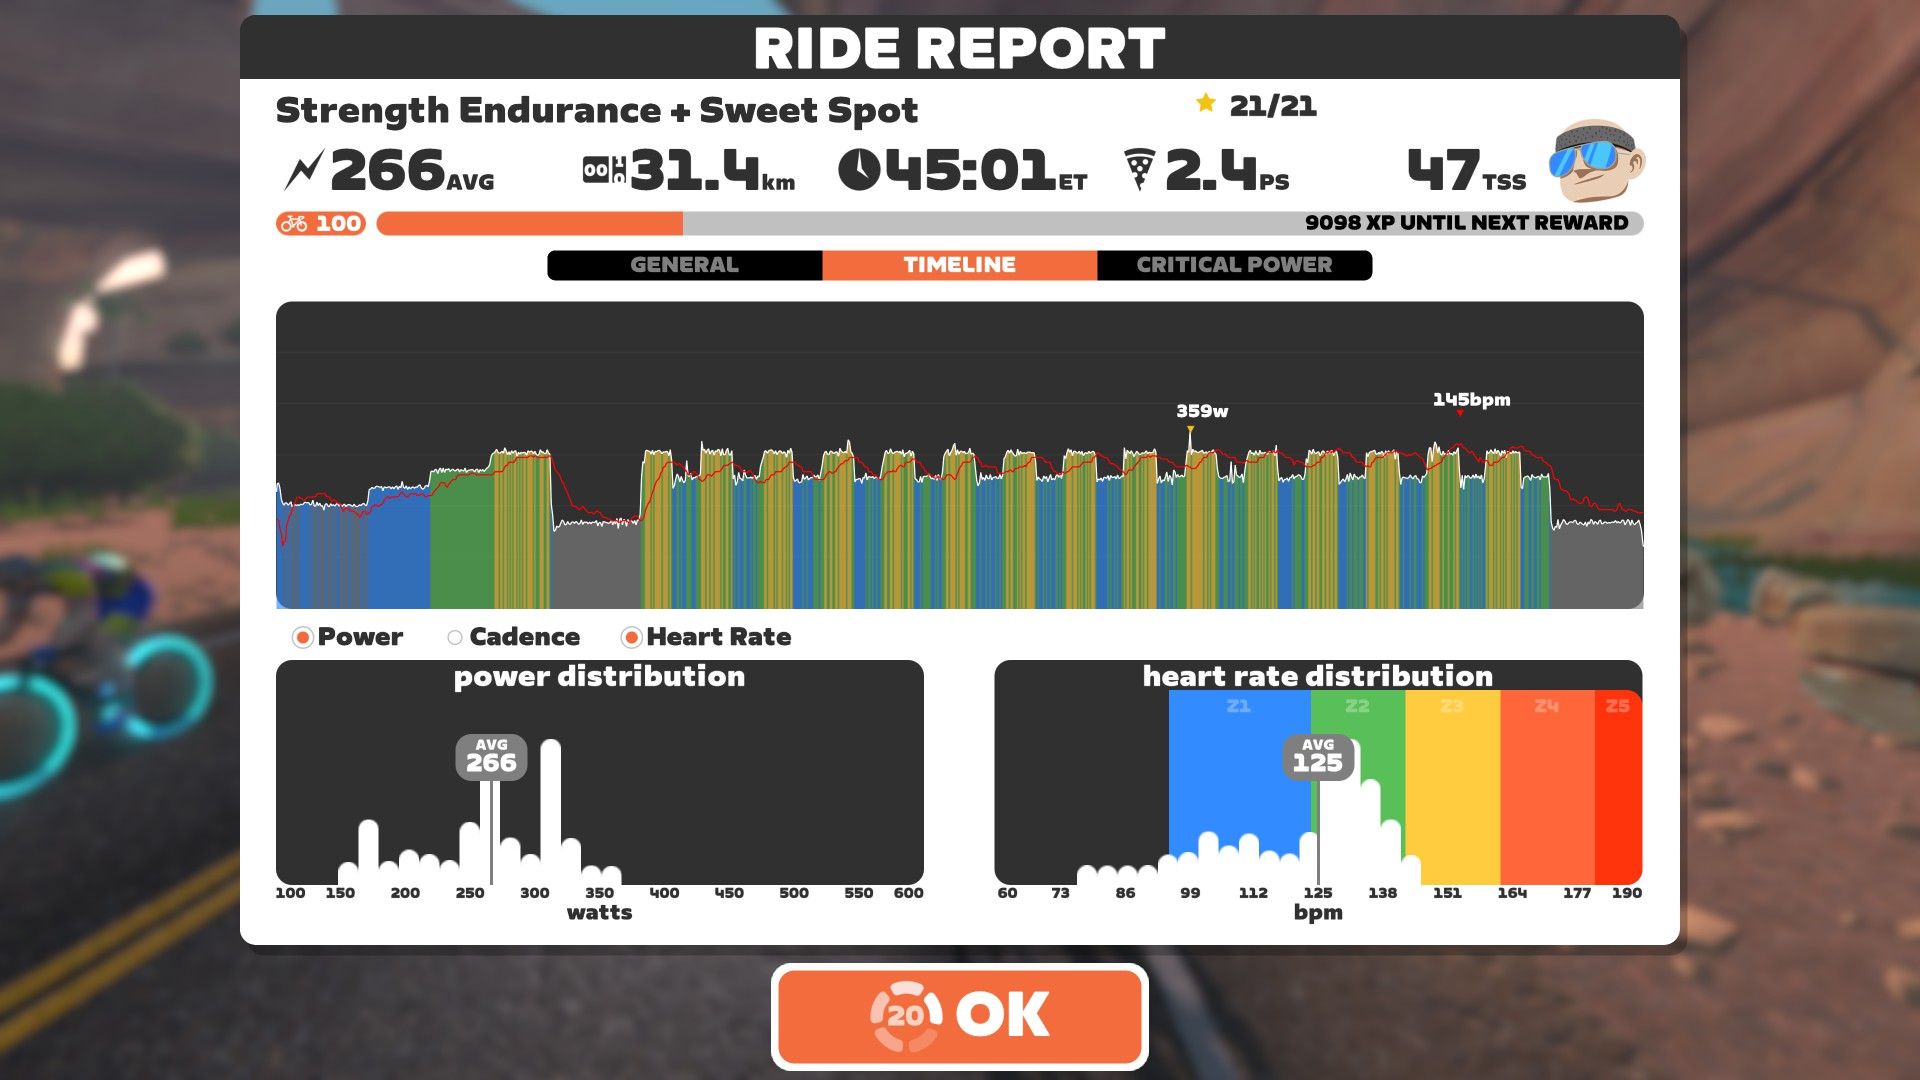 RIDE REPORT
Strength Endurance + Sweet Spot
21/21
266AVG
31.4km
45:01ET
2.4PS
47TSS
100
9098 XP UNTIL NEXT REWARD
GENERAL
TIMELINE
CRITICAL POWER
359w
145bpm
Power
Cadence
Heart Rate
power distribution
AVG
266
100 150 200 250 300 350 400 450 500 550 600
watts
heart rate distribution
Z1 Z2 Z3 Z4 Z5
AVG
125
60 73 86 99 112 125 138 151 164 177 190
bpm
20
OK